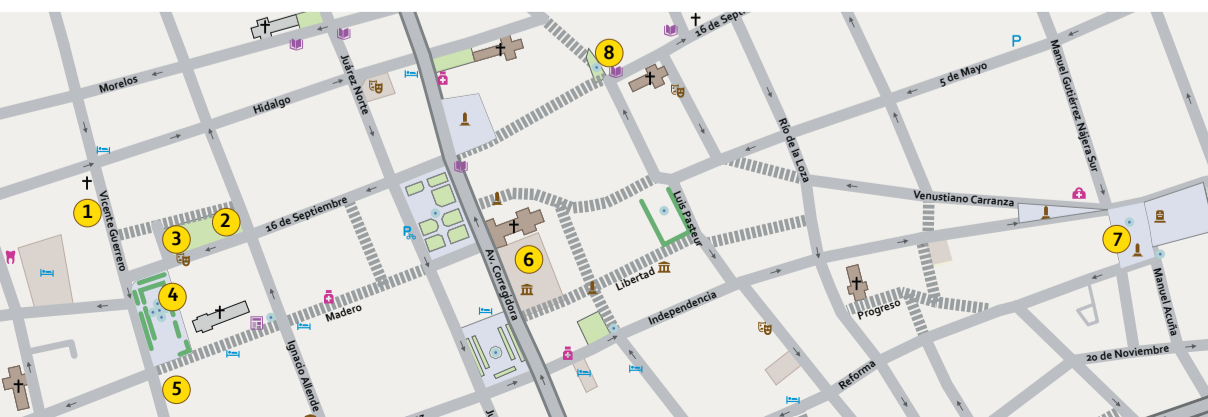 16 de Septi
Morelos
Hidalgo
Juárez Norte
8
5 de Mayo
Manuel Gutiérrez Nájera Sur
P
Río de la Loza
1
Vicente Guerrero
2
16 de Septiembre
3
P
Luis Pasteur
Venustiano Carranza
7
Av. Corregidora
6
4
Libertad
Madero
Independencia
Progreso
Manuel Acuña
5
Ignacio Allende
Reforma
20 de Noviembre